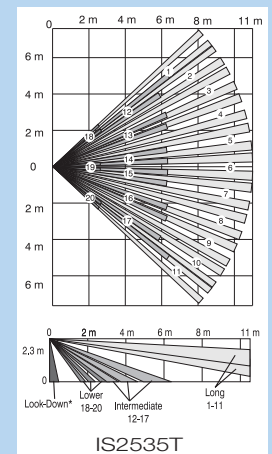 0 2 m 4 m 6 m 8 m 11 m
6 m
4 m
2 m
0
2 m
4 m
6 m
1
2
3
4
5
6
7
8
9
10
11
12
13
14
15
16
17
18
19
20
0 2 m 4 m 6 m 8 m 11 m
2,3 m
0
Look-Down*
Lower
18-20
Intermediate
12-17
Long
1-11
IS2535T